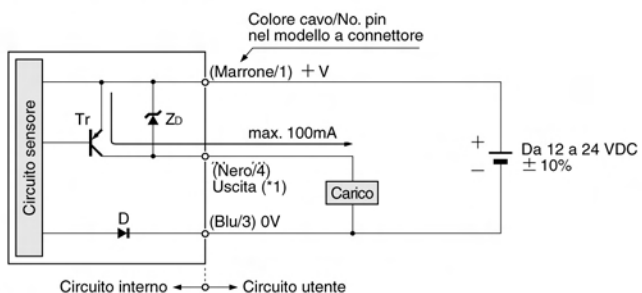 Colore cavo/No. pin
nel modello a connettore
(Marrone/1) + V
Tr
ZD
max. 100mA
Circuito sensore
(Nero/4)
Uscita (*1)
Carico
+
−
Da 12 a 24 VDC
± 10%
D
(Blu/3) 0V
Circuito interno
Circuito utente